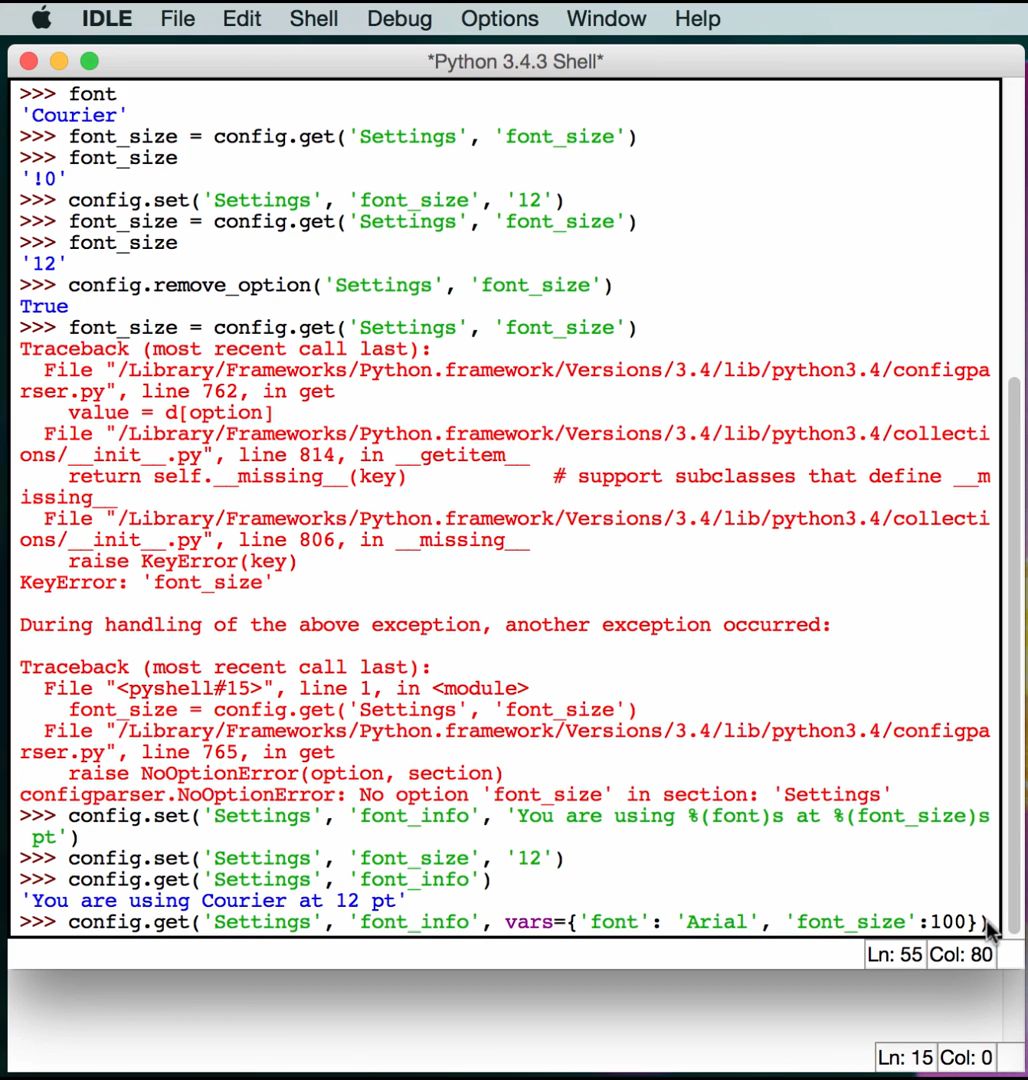 IDLE File Edit Shell Debug Options Window Help
*Python 3.4.3 Shell*
>>> font
'Courier'
>>> font_size = config.get('Settings', 'font_size')
>>> font_size
'!0'
>>> config.set('Settings', 'font_size', '12')
>>> font_size = config.get('Settings', 'font_size')
>>> font_size
'12'
>>> config.remove_option('Settings', 'font_size')
True
>>> font_size = config.get('Settings', 'font_size')
Traceback (most recent call last):
  File "/Library/Frameworks/Python.framework/Versions/3.4/lib/python3.4/configpa
rser.py", line 762, in get
    value = d[option]
  File "/Library/Frameworks/Python.framework/Versions/3.4/lib/python3.4/collecti
ons/__init__.py", line 814, in __getitem__
    return self.__missing__(key)            # support subclasses that define __m
issing__
  File "/Library/Frameworks/Python.framework/Versions/3.4/lib/python3.4/collecti
ons/__init__.py", line 806, in __missing__
    raise KeyError(key)
KeyError: 'font_size'

During handling of the above exception, another exception occurred:

Traceback (most recent call last):
  File "<pyshell#15>", line 1, in <module>
    font_size = config.get('Settings', 'font_size')
  File "/Library/Frameworks/Python.framework/Versions/3.4/lib/python3.4/configpa
rser.py", line 765, in get
    raise NoOptionError(option, section)
configparser.NoOptionError: No option 'font_size' in section: 'Settings'
>>> config.set('Settings', 'font_info', 'You are using %(font)s at %(font_size)s
 pt')
>>> config.set('Settings', 'font_size', '12')
>>> config.get('Settings', 'font_info')
'You are using Courier at 12 pt'
>>> config.get('Settings', 'font_info', vars={'font': 'Arial', 'font_size':100})
Ln: 55 Col: 80
Ln: 15 Col: 0